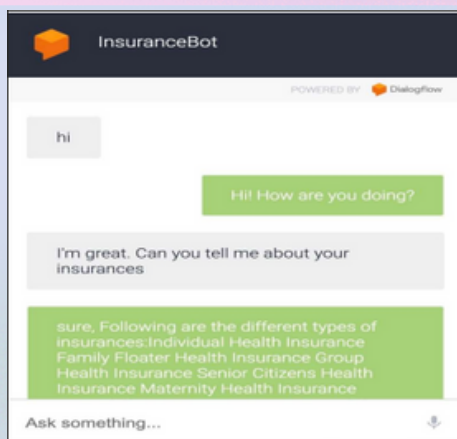 InsuranceBot
POWERED BY Dialogflow
hi
Hi! How are you doing?
I'm great. Can you tell me about your
insurances
sure, Following are the different types of
insurances:Individual Health Insurance
Family Floater Health Insurance Group
Health Insurance Senior Citizens Health
Insurance Maternity Health Insurance
Ask something...